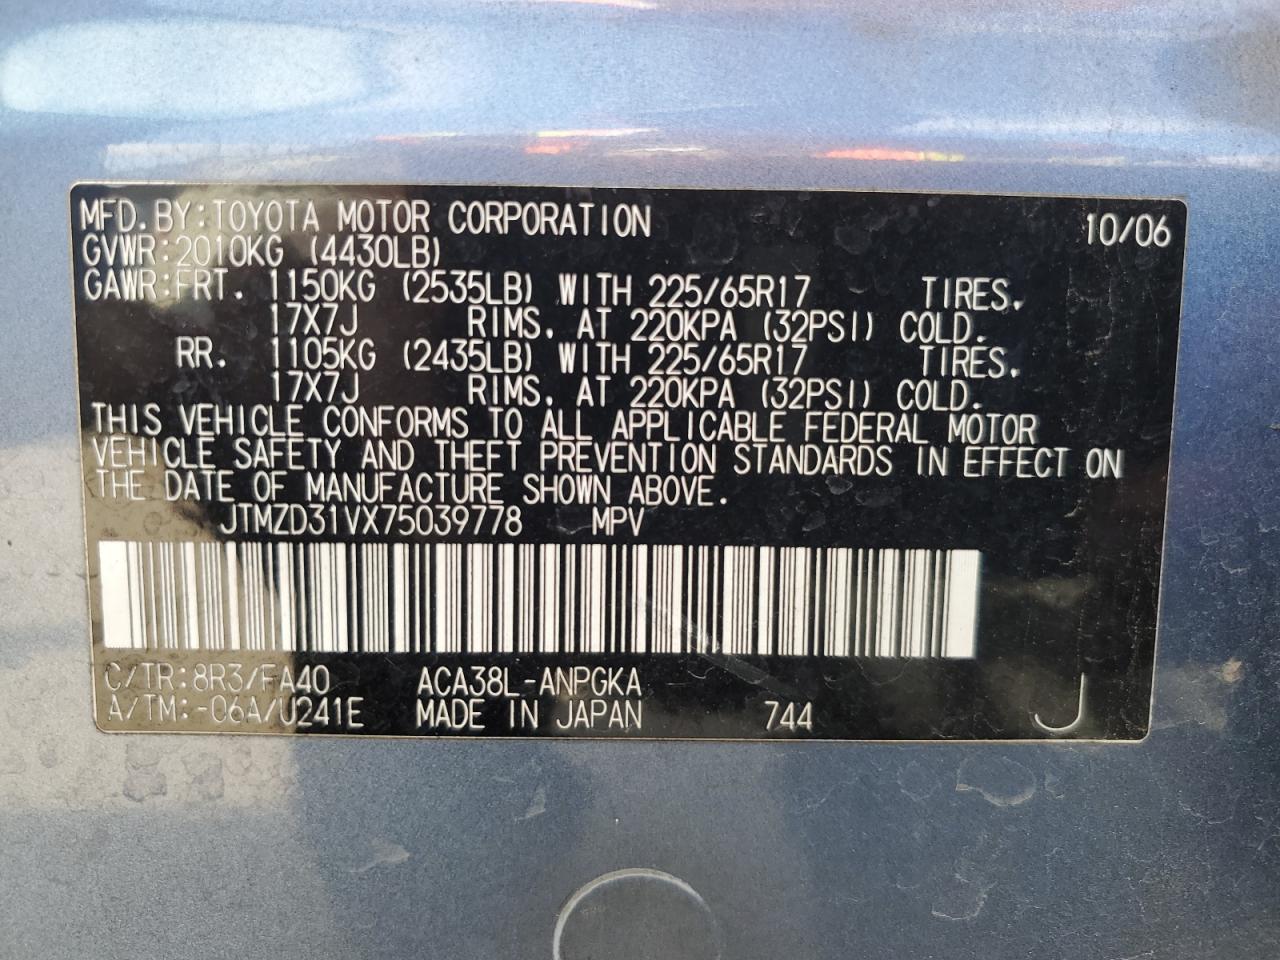 MFD.BY:TOYOTA MOTOR CORPORATION 10/06
GVWR:2010KG (4430LB)
GAWR:FRT. 1150KG (2535LB) WITH 225/65R17 TIRES.
17X7J RIMS. AT 220KPA (32PSI) COLD.
RR. 1105KG (2435LB) WITH 225/65R17 TIRES.
17X7J RIMS. AT 220KPA (32PSI) COLD.
THIS VEHICLE CONFORMS TO ALL APPLICABLE FEDERAL MOTOR
VEHICLE SAFETY AND THEFT PREVENTION STANDARDS IN EFFECT ON
THE DATE OF MANUFACTURE SHOWN ABOVE.
JTMZD31VX75039778 MPV
C/TR:8R3/FA40 ACA38L-ANPGKA
A/TM:-06A/U241E MADE IN JAPAN 744 J